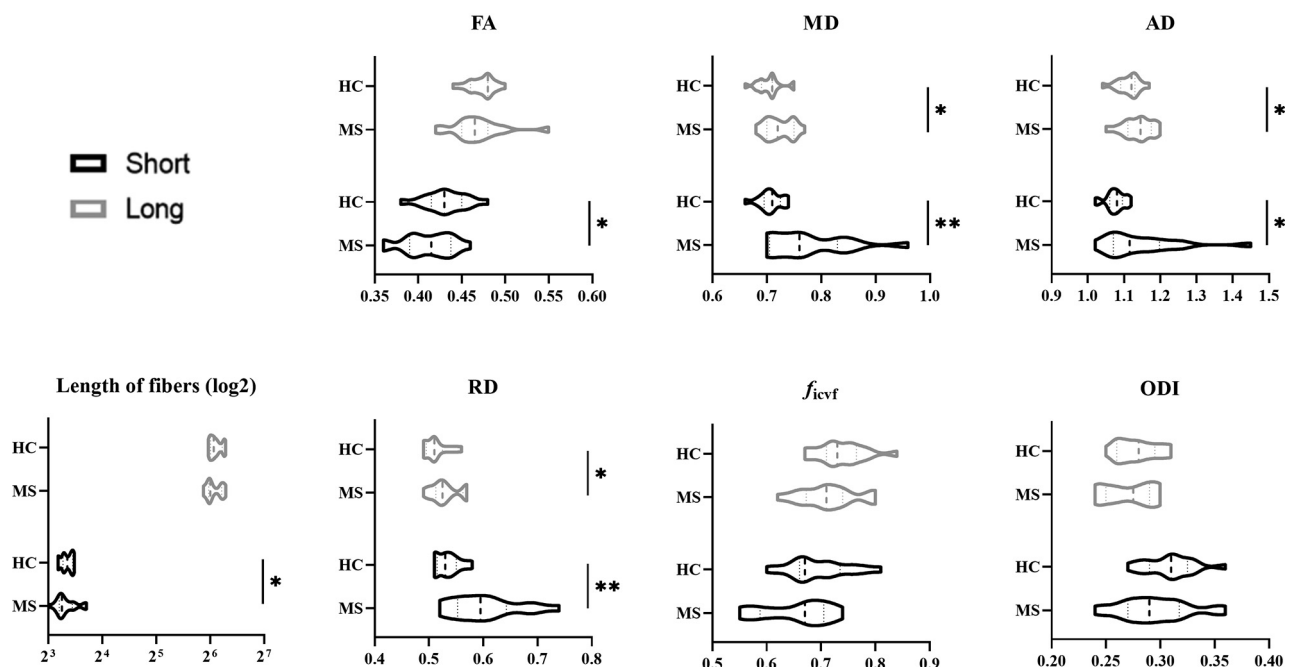 FA
MD
AD
HC
MS
HC
MS
*
0.35 0.40 0.45 0.50 0.55 0.60
HC
MS
HC
MS
*
**
0.6 0.7 0.8 0.9 1.0
HC
MS
HC
MS
*
*
0.9 1.0 1.1 1.2 1.3 1.4 1.5
Short
Long
Length of fibers (log2)
RD
ficvf
ODI
HC
MS
HC
MS
*
2³ 2⁴ 2⁵ 2⁶ 2⁷
HC
MS
HC
MS
*
**
0.4 0.5 0.6 0.7 0.8
HC
MS
HC
MS
0.5 0.6 0.7 0.8 0.9
HC
MS
HC
MS
0.20 0.25 0.30 0.35 0.40